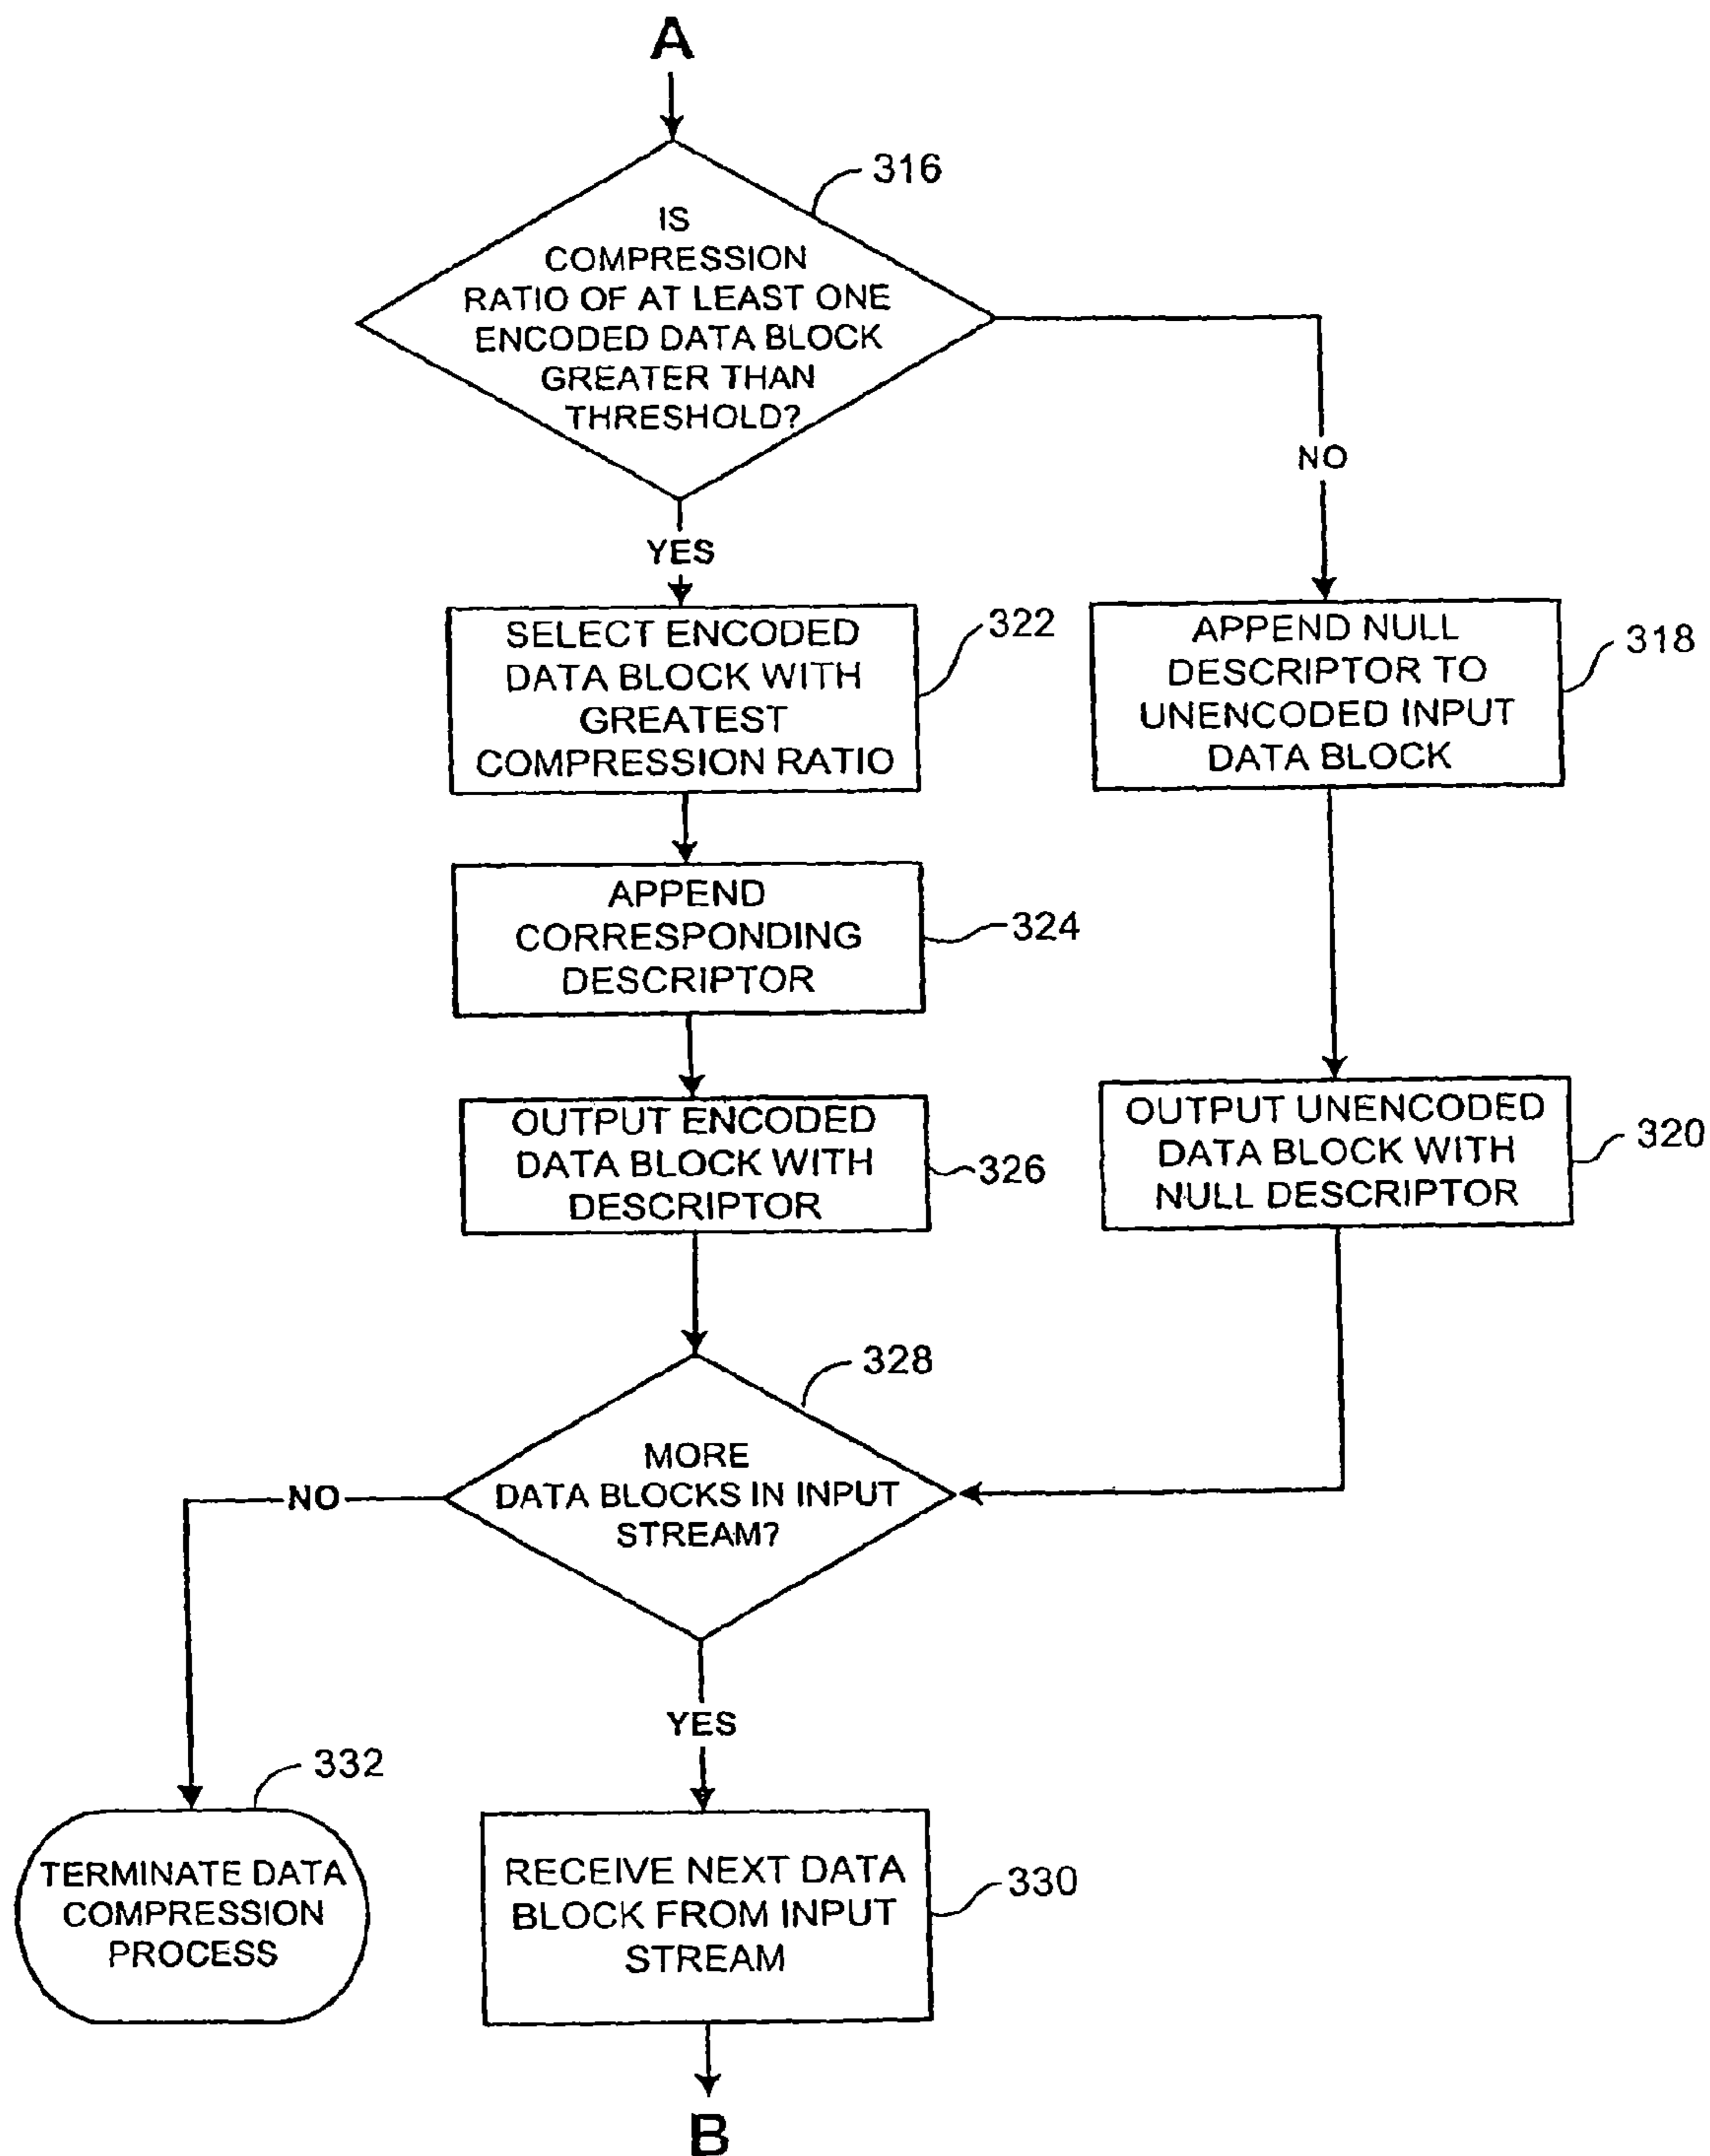 A
316
IS
COMPRESSION
RATIO OF AT LEAST ONE
ENCODED DATA BLOCK
GREATER THAN
THRESHOLD?
NO
YES
SELECT ENCODED
DATA BLOCK WITH
GREATEST
COMPRESSION RATIO
322
APPEND NULL
DESCRIPTOR TO
UNENCODED INPUT
DATA BLOCK
318
APPEND
CORRESPONDING
DESCRIPTOR
324
OUTPUT ENCODED
DATA BLOCK WITH
DESCRIPTOR
326
OUTPUT UNENCODED
DATA BLOCK WITH
NULL DESCRIPTOR
320
328
MORE
DATA BLOCKS IN INPUT
STREAM?
NO
YES
332
TERMINATE DATA
COMPRESSION
PROCESS
RECEIVE NEXT DATA
BLOCK FROM INPUT
STREAM
330
B